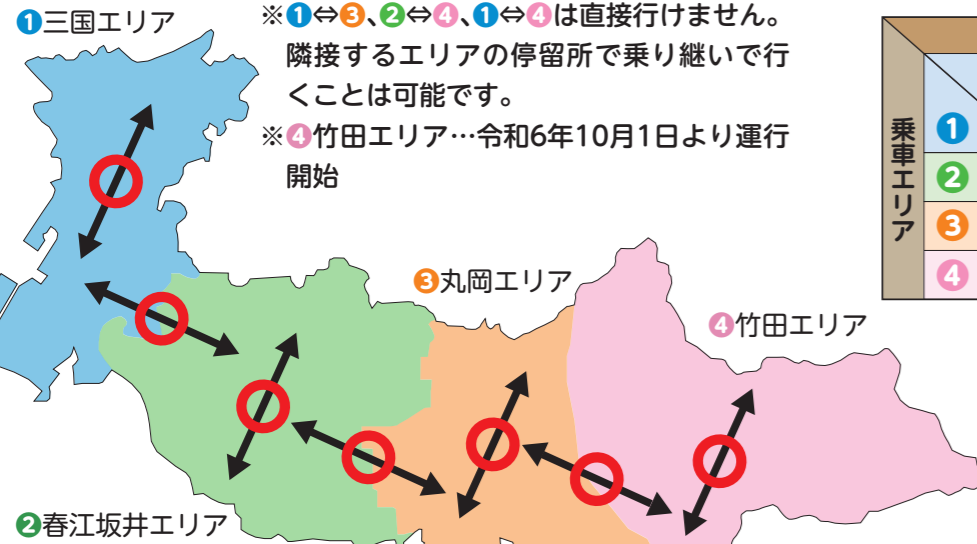 ❶三国エリア
※❶⇔❸、❷⇔❹、❶⇔❹は直接行けません。
隣接するエリアの停留所で乗り継いで行
くことは可能です。
※❹竹田エリア…令和6年10月1日より運行
開始
乗車エリア
❶
❷
❸
❹
❸丸岡エリア
❹竹田エリア
❷春江坂井エリア